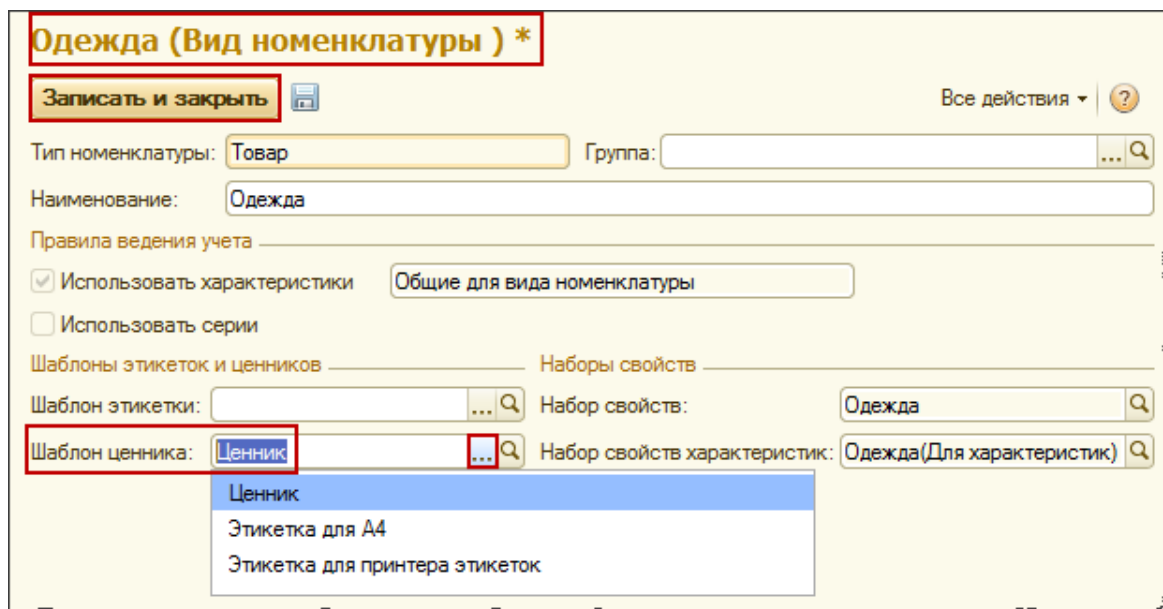 Одежда (Вид номенклатуры ) *
Записать и закрыть Все действия ?
Тип номенклатуры: Товар Группа: ...
Наименование: Одежда
Правила ведения учета
Использовать характеристики Общие для вида номенклатуры
Использовать серии
Шаблоны этикеток и ценников Наборы свойств
Шаблон этикетки: ... Набор свойств: Одежда
Шаблон ценника: Ценник ... Набор свойств характеристик: Одежда(Для характеристик)
Ценник
Этикетка для А4
Этикетка для принтера этикеток